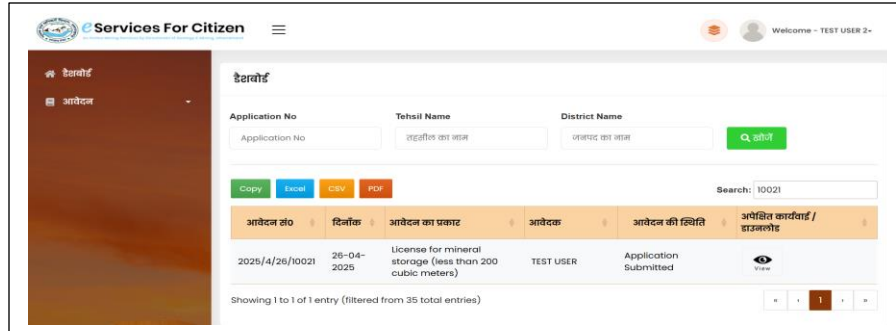 eServices For Citizen
Welcome - TEST USER 2
डैशबोर्ड
आवेदन
डैशबोर्ड
Application No Tehsil Name District Name
Application No तहसील का नाम जनपद का नाम खोजें
Copy Excel CSV PDF Search: 10021
आवेदन सं0 दिनाँक आवेदन का प्रकार आवेदक आवेदन की स्थिति अपेक्षित कार्यवाई /
डाउनलोड
License for mineral
2025/4/26/10021 26-04- storage (less than 200 TEST USER Application
2025 cubic meters) Submitted
View
Showing 1 to 1 of 1 entry (filtered from 35 total entries) « ‹ 1 › »